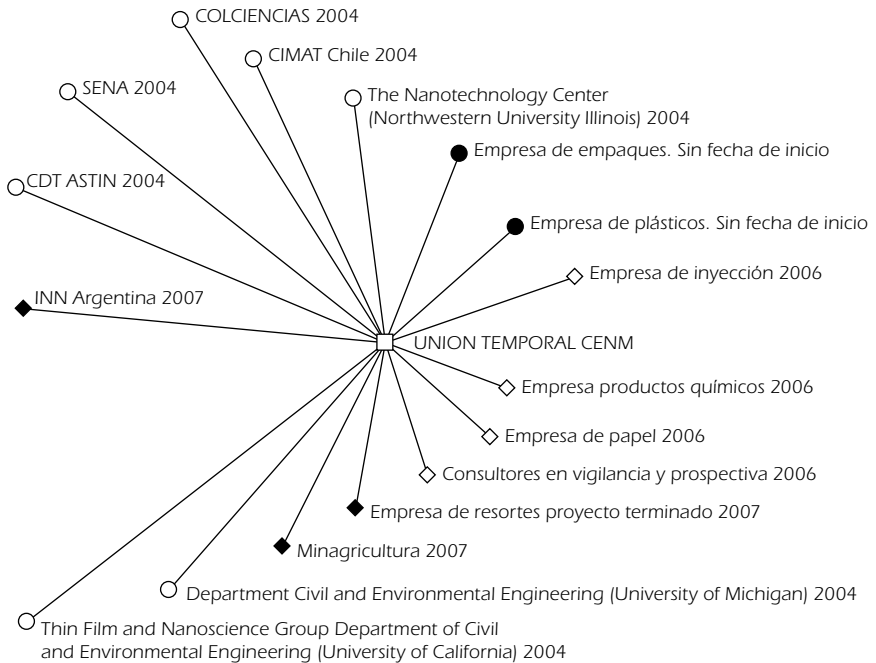 COLCIENCIAS 2004
CIMAT Chile 2004
SENA 2004
The Nanotechnology Center
(Northwestern University Illinois) 2004
Empresa de empaques. Sin fecha de inicio
CDT ASTIN 2004
Empresa de plásticos. Sin fecha de inicio
Empresa de inyección 2006
INN Argentina 2007
UNION TEMPORAL CENM
Empresa productos químicos 2006
Empresa de papel 2006
Consultores en vigilancia y prospectiva 2006
Empresa de resortes proyecto terminado 2007
Minagricultura 2007
Department Civil and Environmental Engineering (University of Michigan) 2004
Thin Film and Nanoscience Group Department of Civil
and Environmental Engineering (University of California) 2004